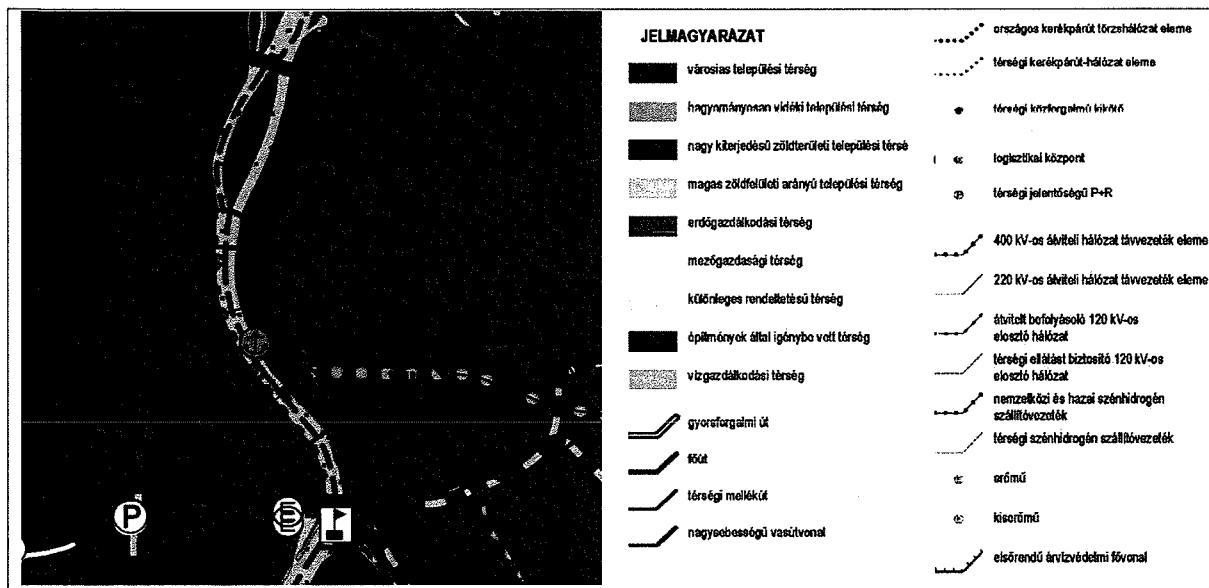 JELMAGYARÁZAT
városias települési térség
hagyományosan vidéki települési térség
nagy kiterjedésű zöldterületi települési térsé
magas zöldfelületi arányú települési térség
erdőgazdálkodási térség
mezőgazdasági térség
különleges rendeltetésű térség
építmények által igénybe vett térség
vízgazdálkodási térség
gyorsforgalmi út
főút
térségi mellékút
nagysebességű vasútvonal
országos kerékpárút törzshálózat eleme
térségi kerékpárút-hálózat eleme
térségi közforgalmú kikötő
logisztikai központ
térségi jelentőségű P+R
400 kV-os átviteli hálózat távvezeték eleme
220 kV-os átviteli hálózat távvezeték eleme
átvitelt befolyásoló 120 kV-os
elosztó hálózat
térségi ellátást biztosító 120 kV-os
elosztó hálózat
nemzetközi és hazai szénhidrogén
szállítóvezeték
térségi szénhidrogén szállítóvezeték
erőmű
kiserőmű
elsőrendű árvízvédelmi fővonal
P
E